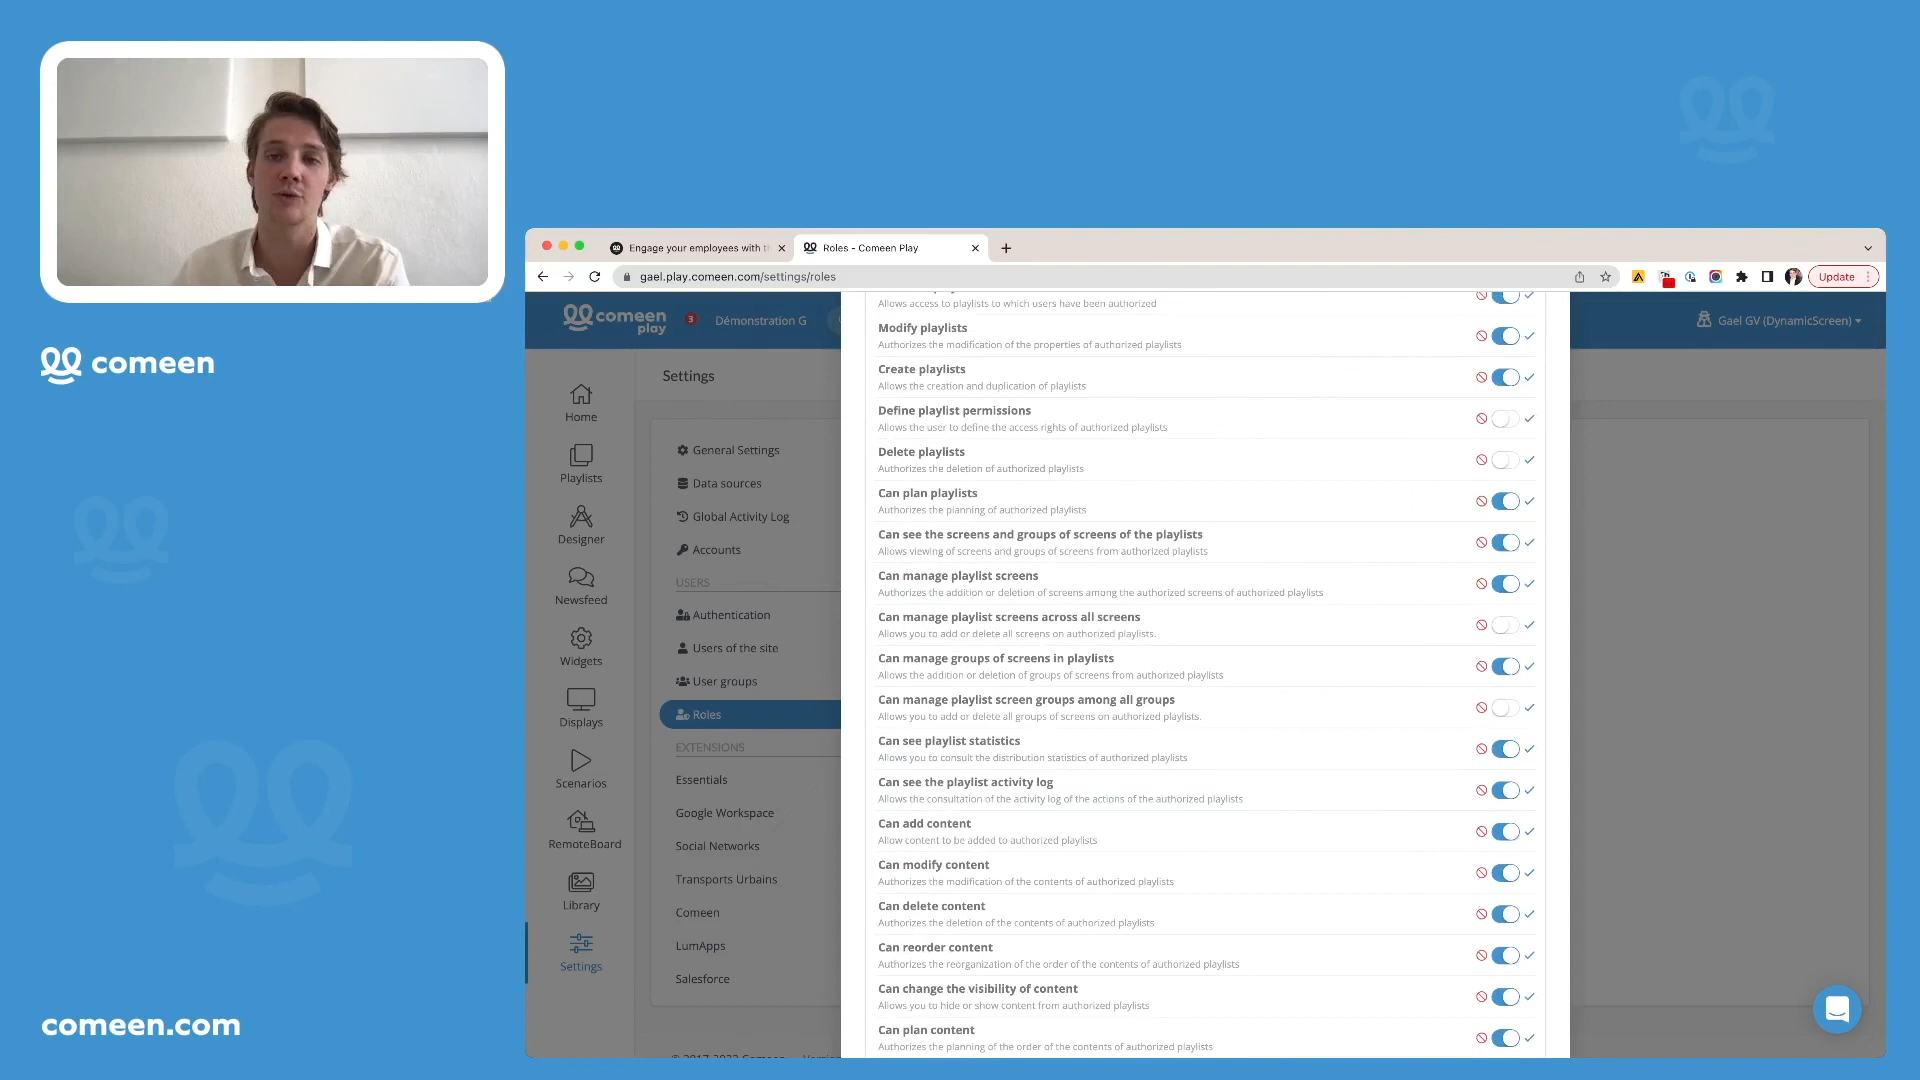 comeen
comeen.com
Engage your employees with th
Roles - Comeen Play
gael.play.comeen.com/settings/roles
Update
comeen
play
3
Démonstration G
Gael GV (DynamicScreen)
Home
Playlists
Designer
Newsfeed
Widgets
Displays
Scenarios
RemoteBoard
Library
Settings
Settings
General Settings
Data sources
Global Activity Log
Accounts
USERS
Authentication
Users of the site
User groups
Roles
EXTENSIONS
Essentials
Google Workspace
Social Networks
Transports Urbains
Comeen
LumApps
Salesforce
Allows access to playlists to which users have been authorized
Modify playlists
Authorizes the modification of the properties of authorized playlists
Create playlists
Allows the creation and duplication of playlists
Define playlist permissions
Allows the user to define the access rights of authorized playlists
Delete playlists
Authorizes the deletion of authorized playlists
Can plan playlists
Authorizes the planning of authorized playlists
Can see the screens and groups of screens of the playlists
Allows viewing of screens and groups of screens from authorized playlists
Can manage playlist screens
Authorizes the addition or deletion of screens among the authorized screens of authorized playlists
Can manage playlist screens across all screens
Allows you to add or delete all screens on authorized playlists.
Can manage groups of screens in playlists
Allows the addition or deletion of groups of screens from authorized playlists
Can manage playlist screen groups among all groups
Allows you to add or delete all groups of screens on authorized playlists.
Can see playlist statistics
Allows you to consult the distribution statistics of authorized playlists
Can see the playlist activity log
Allows the consultation of the activity log of the actions of the authorized playlists
Can add content
Allow content to be added to authorized playlists
Can modify content
Authorizes the modification of the contents of authorized playlists
Can delete content
Authorizes the deletion of the contents of authorized playlists
Can reorder content
Authorizes the reorganization of the order of the contents of authorized playlists
Can change the visibility of content
Allows you to hide or show content from authorized playlists
Can plan content
Authorizes the planning of the order of the contents of authorized playlists